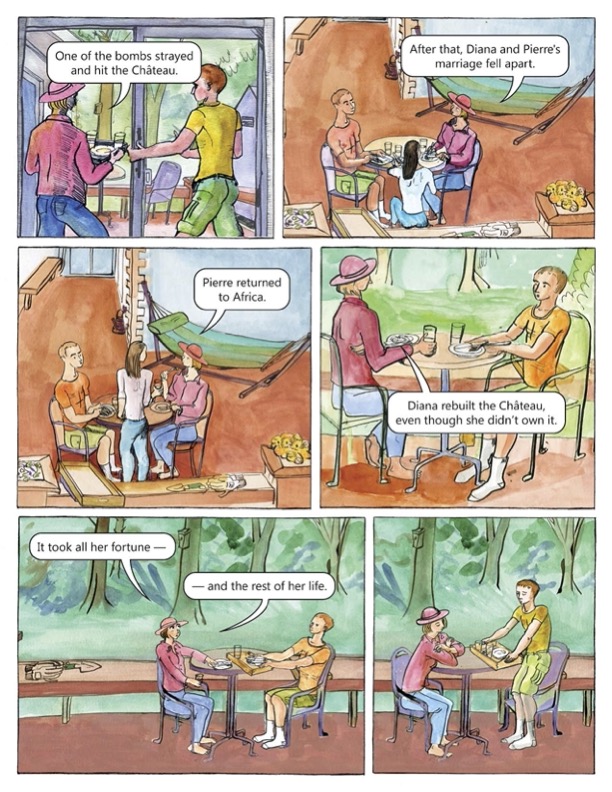 One of the bombs strayed
and hit the Château.
After that, Diana and Pierre's
marriage fell apart.
Pierre returned
to Africa.
Diana rebuilt the Château,
even though she didn't own it.
It took all her fortune —
— and the rest of her life.